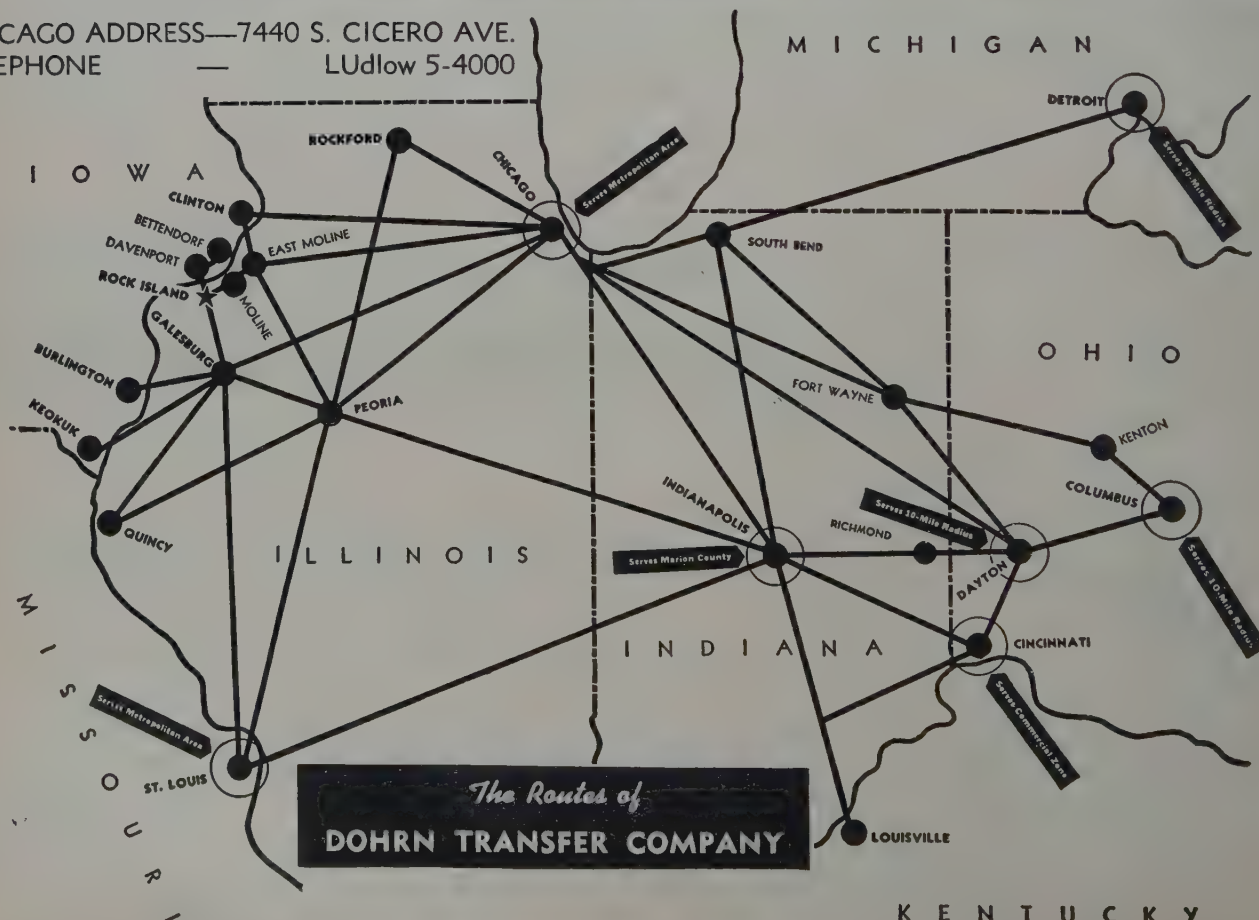 CAGO ADDRESS—7440 S. CICERO AVE.
EPHONE — LUdlow 5-4000
MICHIGAN
DETROIT
Serves 20-Mile Radius
ROCKFORD
CHICAGO
Serves Metropolitan Area
IOWA
CLINTON
BETTENDORF
DAVENPORT
EAST MOLINE
ROCK ISLAND
MOLINE
SOUTH BEND
GALESBURG
BURLINGTON
KEOKUK
PEORIA
OHIO
FORT WAYNE
KENTON
COLUMBUS
Serves 10-Mile Radius
QUINCY
ILLINOIS
INDIANAPOLIS
Serves Marion County
RICHMOND
Serves 10-Mile Radius
DAYTON
INDIANA
CINCINNATI
Serves Commercial Zone
MISSOURI
Serves Metropolitan Area
ST. LOUIS
The Routes of
DOHRN TRANSFER COMPANY
LOUISVILLE
KENTUCKY